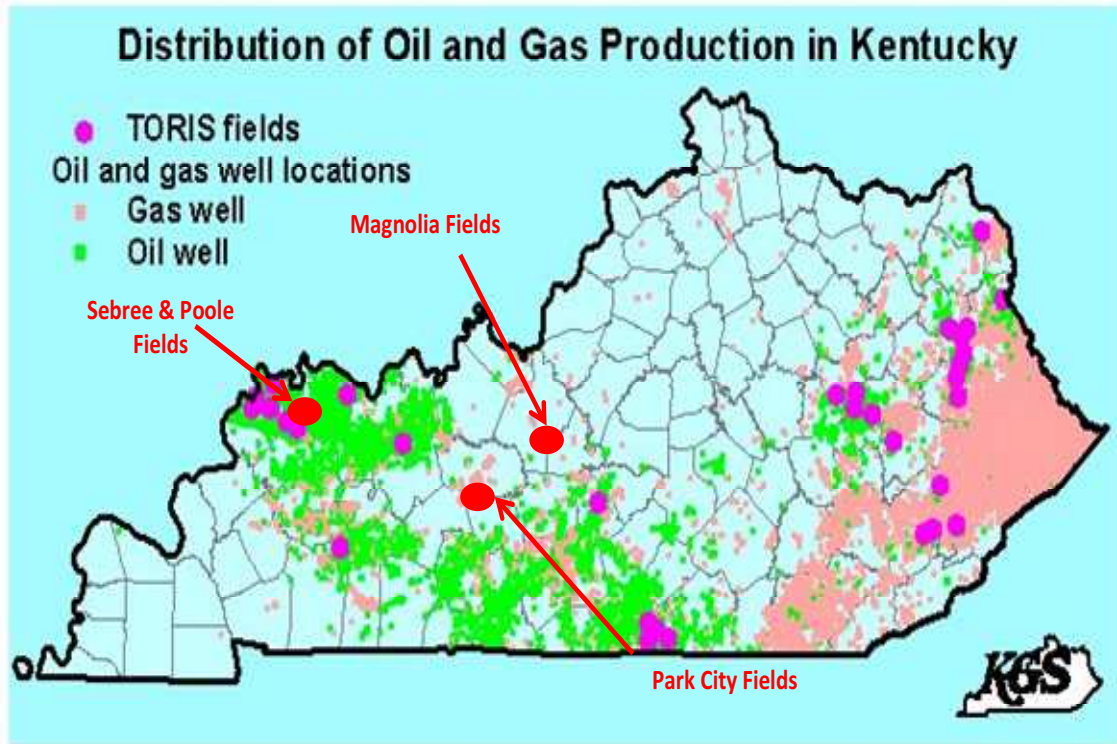 Distribution of Oil and Gas Production in Kentucky
TORIS fields
Oil and gas well locations
Gas well
Oil well
Magnolia Fields
Sebree & Poole
Fields
Park City Fields
KGS